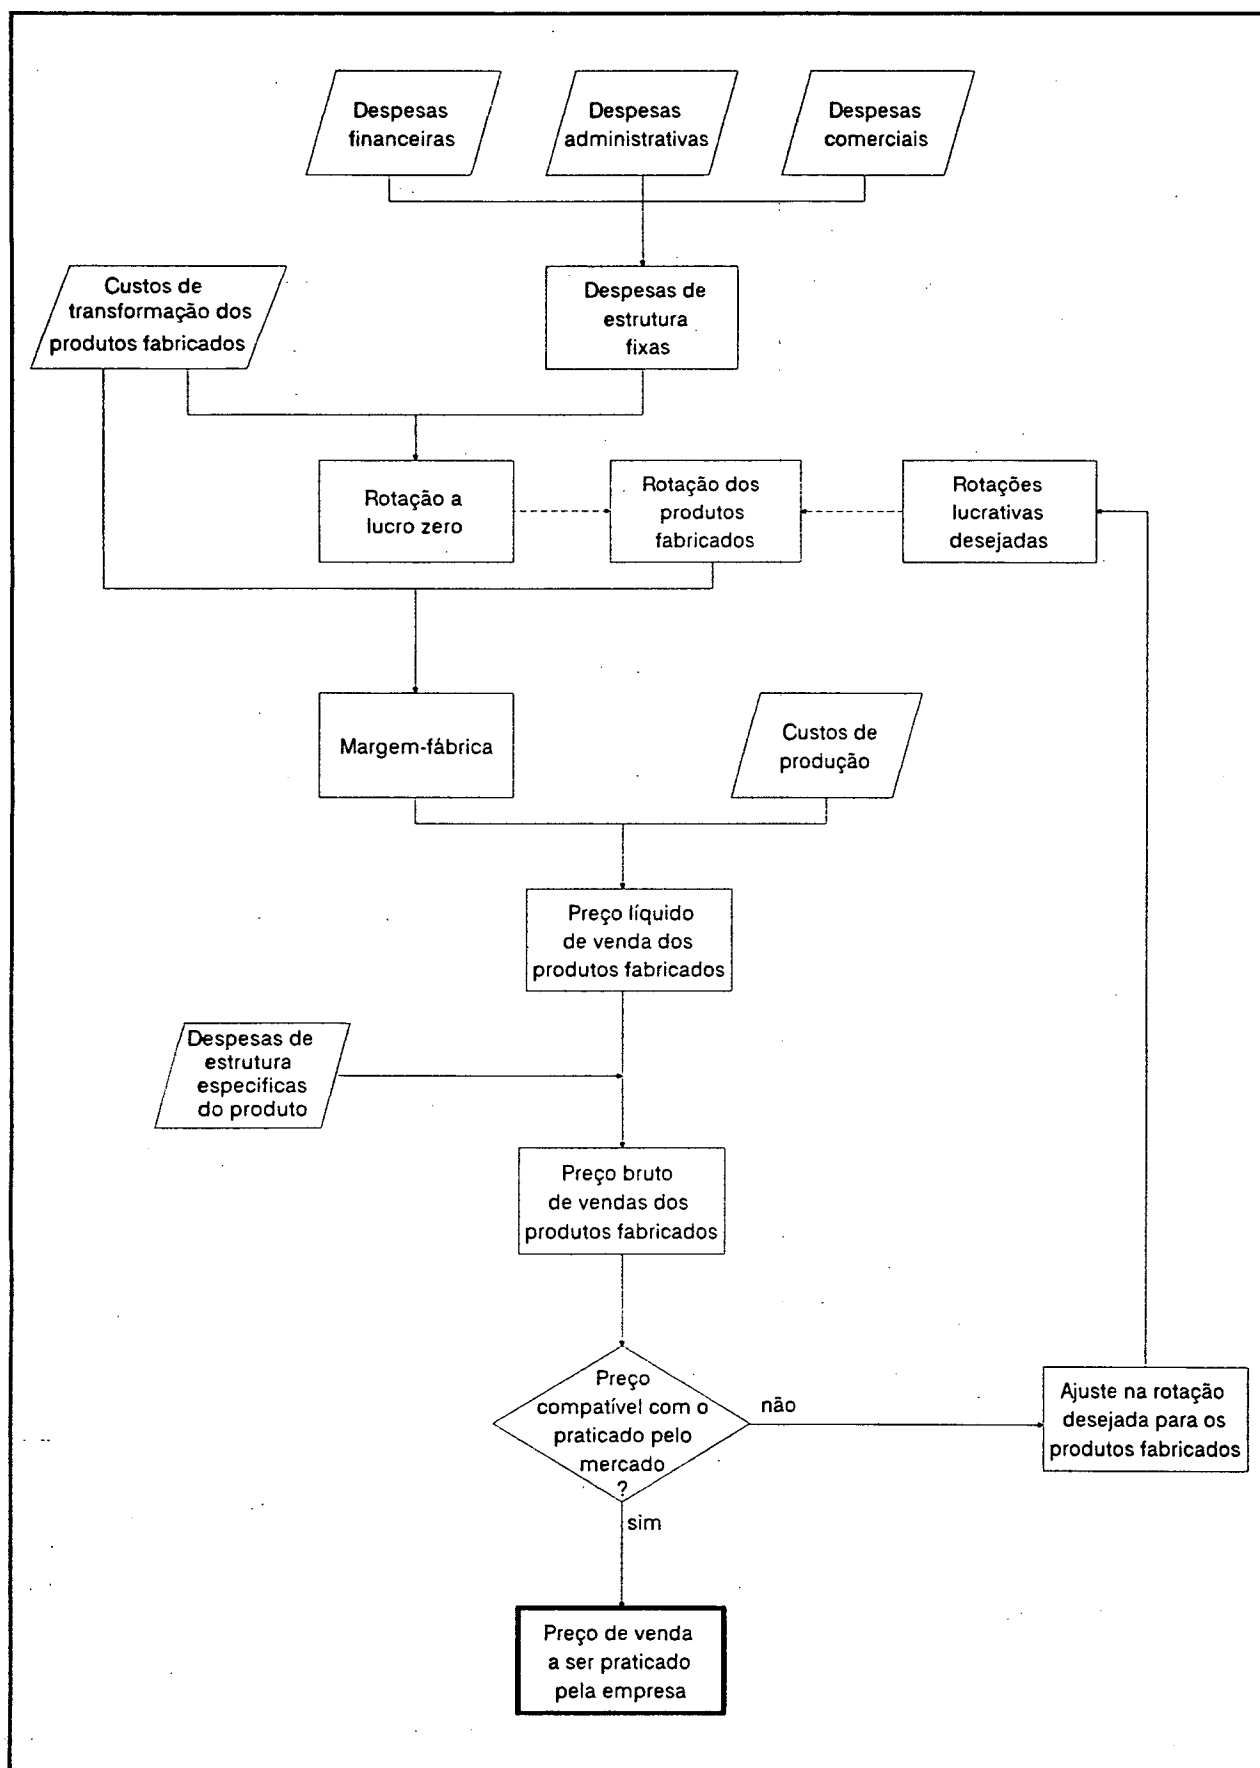 Despesas
financeiras
Despesas
administrativas
Despesas
comerciais
Custos de
transformação dos
produtos fabricados
Despesas de
estrutura
fixas
Rotação a
lucro zero
Rotação dos
produtos
fabricados
Rotações
lucrativas
desejadas
Margem-fábrica
Custos de
produção
Preço líquido
de venda dos
produtos fabricados
Despesas de
estrutura
especificas
do produto
Preço bruto
de vendas dos
produtos fabricados
Preço
compatível com o
praticado pelo
mercado
?
não
Ajuste na rotação
desejada para os
produtos fabricados
sim
Preço de venda
a ser praticado
pela empresa